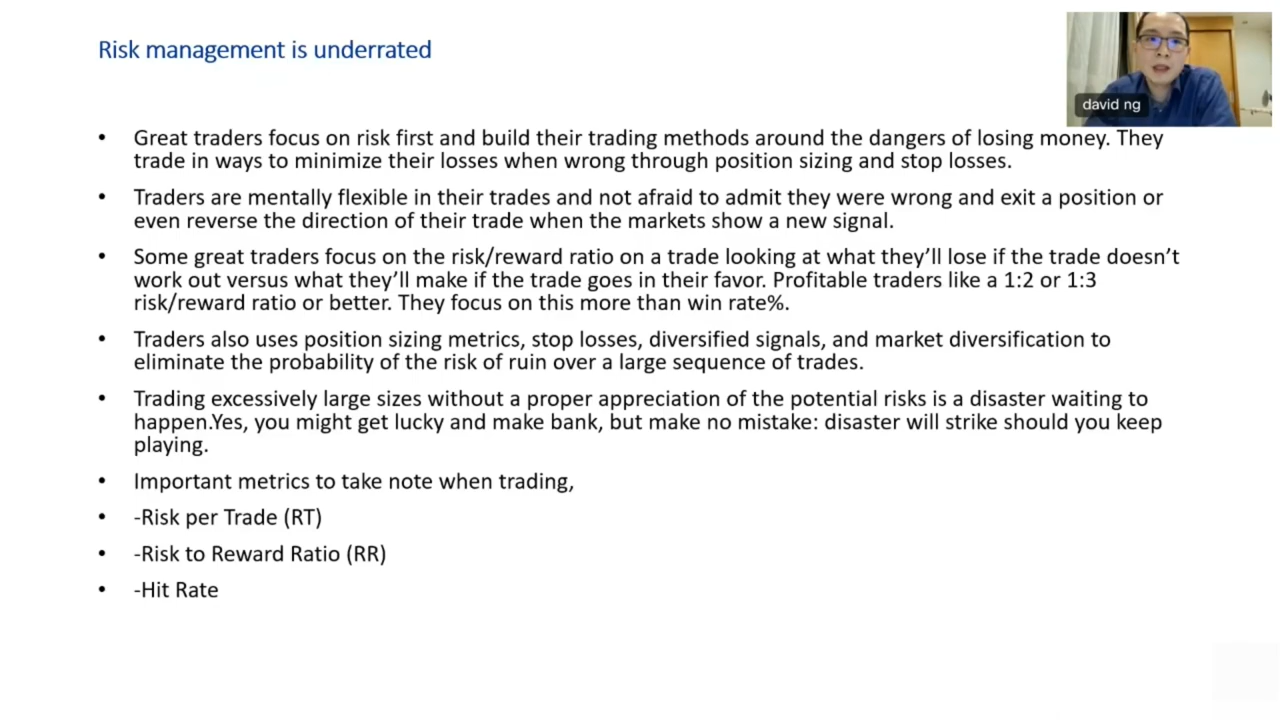 Risk management is underrated
david ng
• Great traders focus on risk first and build their trading methods around the dangers of losing money. They
trade in ways to minimize their losses when wrong through position sizing and stop losses.
• Traders are mentally flexible in their trades and not afraid to admit they were wrong and exit a position or
even reverse the direction of their trade when the markets show a new signal.
• Some great traders focus on the risk/reward ratio on a trade looking at what they’ll lose if the trade doesn’t
work out versus what they’ll make if the trade goes in their favor. Profitable traders like a 1:2 or 1:3
risk/reward ratio or better. They focus on this more than win rate%.
• Traders also uses position sizing metrics, stop losses, diversified signals, and market diversification to
eliminate the probability of the risk of ruin over a large sequence of trades.
• Trading excessively large sizes without a proper appreciation of the potential risks is a disaster waiting to
happen.Yes, you might get lucky and make bank, but make no mistake: disaster will strike should you keep
playing.
• Important metrics to take note when trading,
• -Risk per Trade (RT)
• -Risk to Reward Ratio (RR)
• -Hit Rate